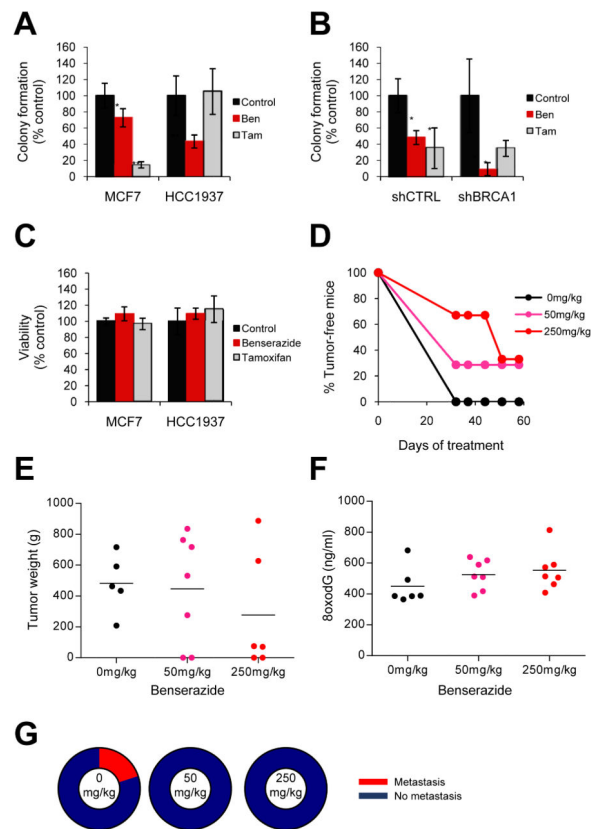 A
Colony formation
(% control)
160
140
120
100
80
60
40
20
0
*
**
MCF7 HCC1937
Control
Ben
Tam
B
Colony formation
(% control)
160
140
120
100
80
60
40
20
0
*
*
*
shCTRL shBRCA1
Control
Ben
Tam
C
Viability
(% control)
160
140
120
100
80
60
40
20
0
MCF7 HCC1937
Control
Benserazide
Tamoxifan
D
% Tumor-free mice
100
80
60
40
20
0
0 20 40 60
Days of treatment
0mg/kg
50mg/kg
250mg/kg
E
Tumor weight (g)
1000
800
600
400
200
0
0mg/kg 50mg/kg 250mg/kg
Benserazide
F
8oxodG (ng/ml)
1000
800
600
400
200
0
0mg/kg 50mg/kg 250mg/kg
Benserazide
G
0
mg/kg
50
mg/kg
250
mg/kg
Metastasis
No metastasis